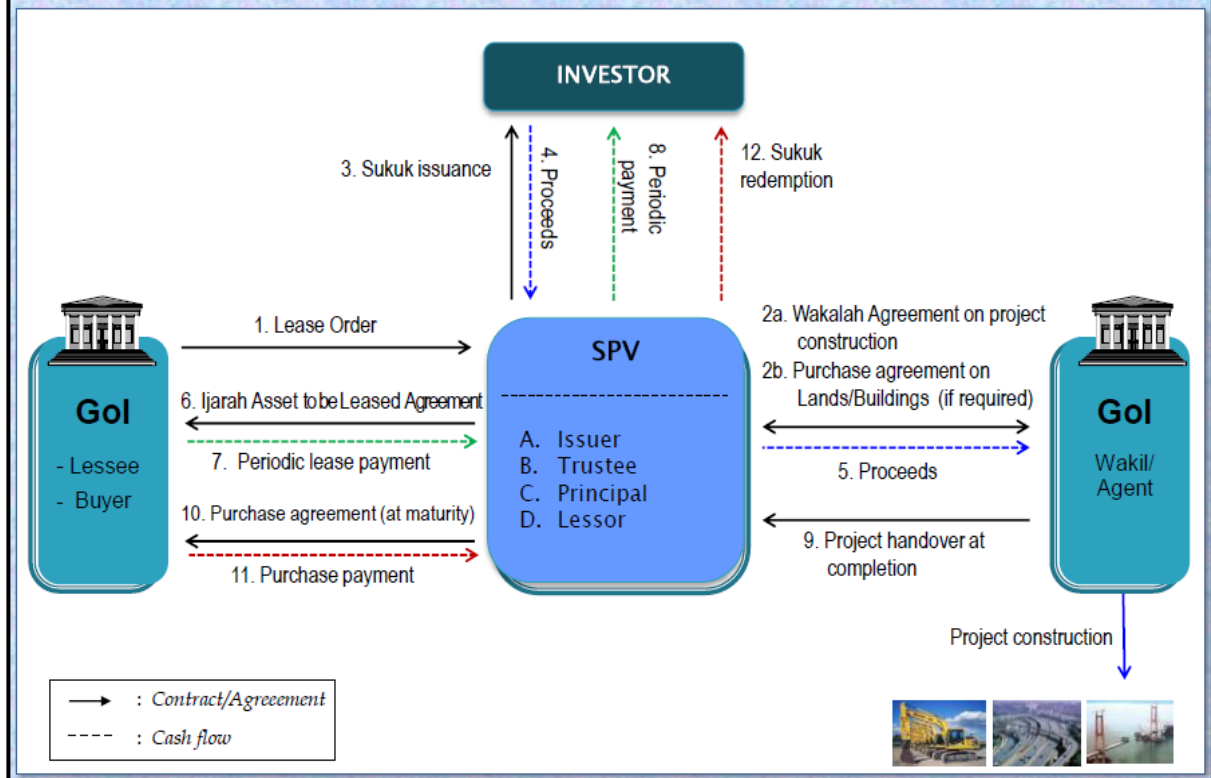 INVESTOR
3. Sukuk issuance
4. Proceeds
8. Periodic
payment
12. Sukuk
redemption
1. Lease Order
6. Ijarah Asset to be Leased Agreement
7. Periodic lease payment
10. Purchase agreement (at maturity)
11. Purchase payment
GoI
- Lessee
- Buyer
SPV
A. Issuer
B. Trustee
C. Principal
D. Lessor
2a. Wakalah Agreement on project
construction
2b. Purchase agreement on
Lands/Buildings (if required)
5. Proceeds
9. Project handover at
completion
GoI
Wakil/
Agent
Project construction
: Contract/Agreeement
: Cash flow